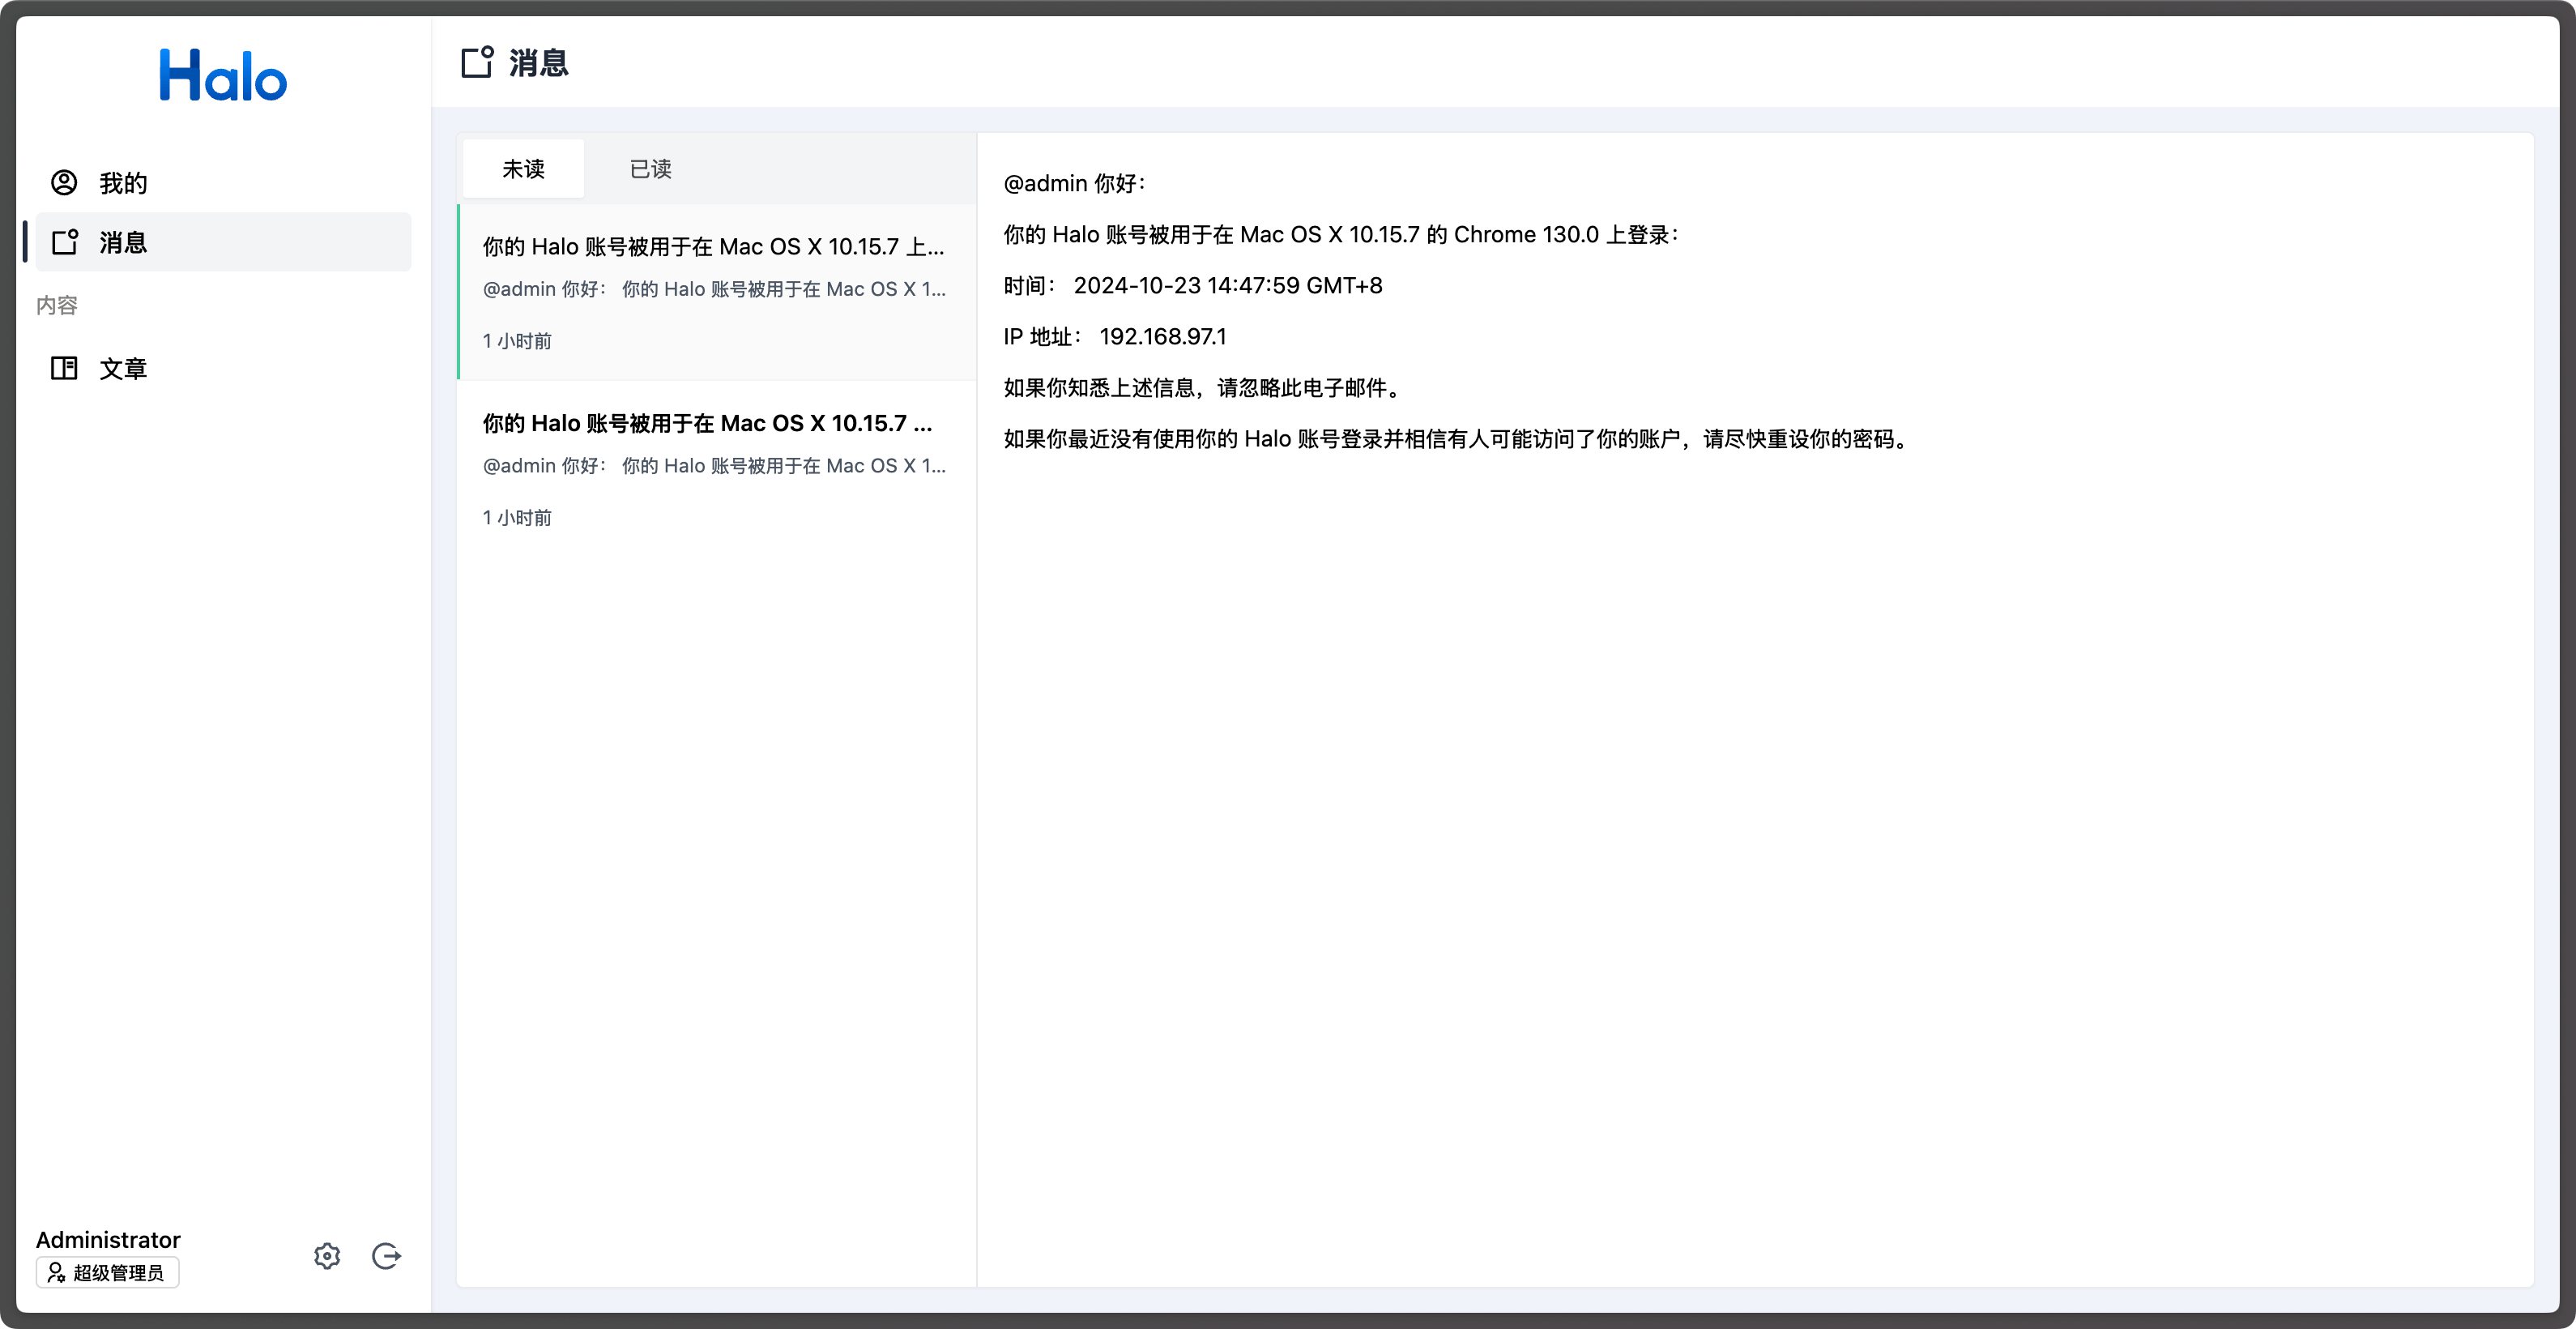 Halo
我的
消息
内容
文章
Administrator
超级管理员
消息
未读
已读
你的 Halo 账号被用于在 Mac OS X 10.15.7 上...
@admin 你好： 你的 Halo 账号被用于在 Mac OS X 1...
1 小时前
你的 Halo 账号被用于在 Mac OS X 10.15.7 ...
@admin 你好： 你的 Halo 账号被用于在 Mac OS X 1...
1 小时前
@admin 你好：
你的 Halo 账号被用于在 Mac OS X 10.15.7 的 Chrome 130.0 上登录：
时间： 2024-10-23 14:47:59 GMT+8
IP 地址： 192.168.97.1
如果你知悉上述信息，请忽略此电子邮件。
如果你最近没有使用你的 Halo 账号登录并相信有人可能访问了你的账户，请尽快重设你的密码。